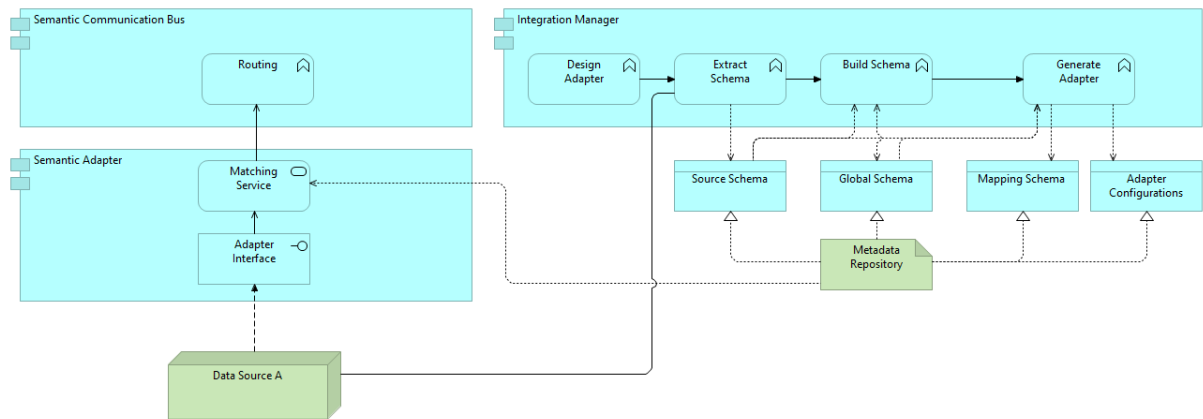 Semantic Communication Bus
Routing
Integration Manager
Design
Adapter
Extract
Schema
Build Schema
Generate
Adapter
Semantic Adapter
Matching
Service
Adapter
Interface
Source Schema
Global Schema
Mapping Schema
Adapter
Configurations
Metadata
Repository
Data Source A